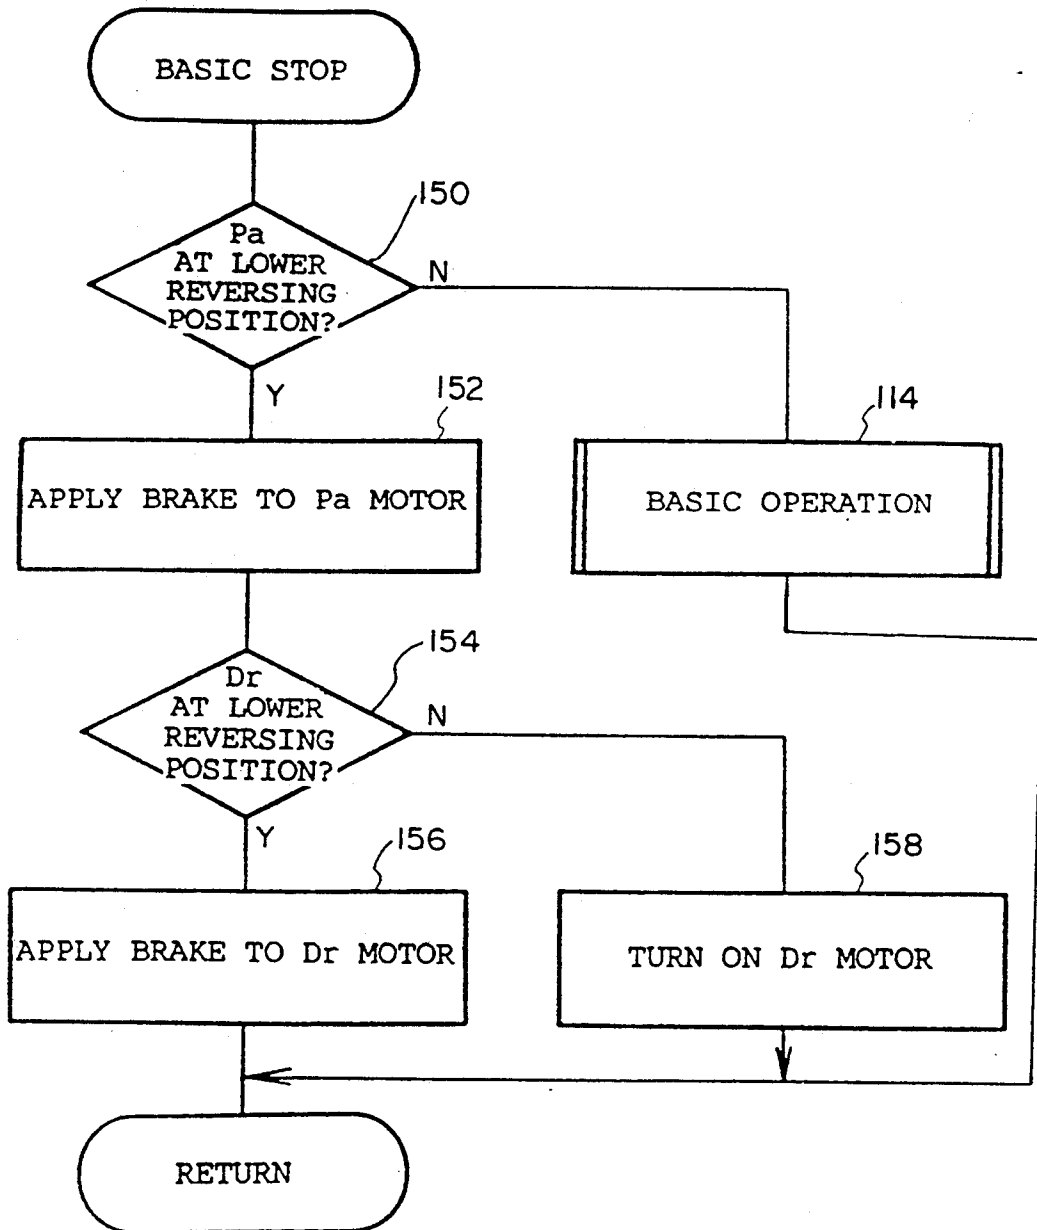 BASIC STOP
150
Pa
AT LOWER
REVERSING
POSITION?
N
Y
152
114
APPLY BRAKE TO Pa MOTOR
BASIC OPERATION
154
Dr
AT LOWER
REVERSING
POSITION?
N
Y
156
158
APPLY BRAKE TO Dr MOTOR
TURN ON Dr MOTOR
RETURN